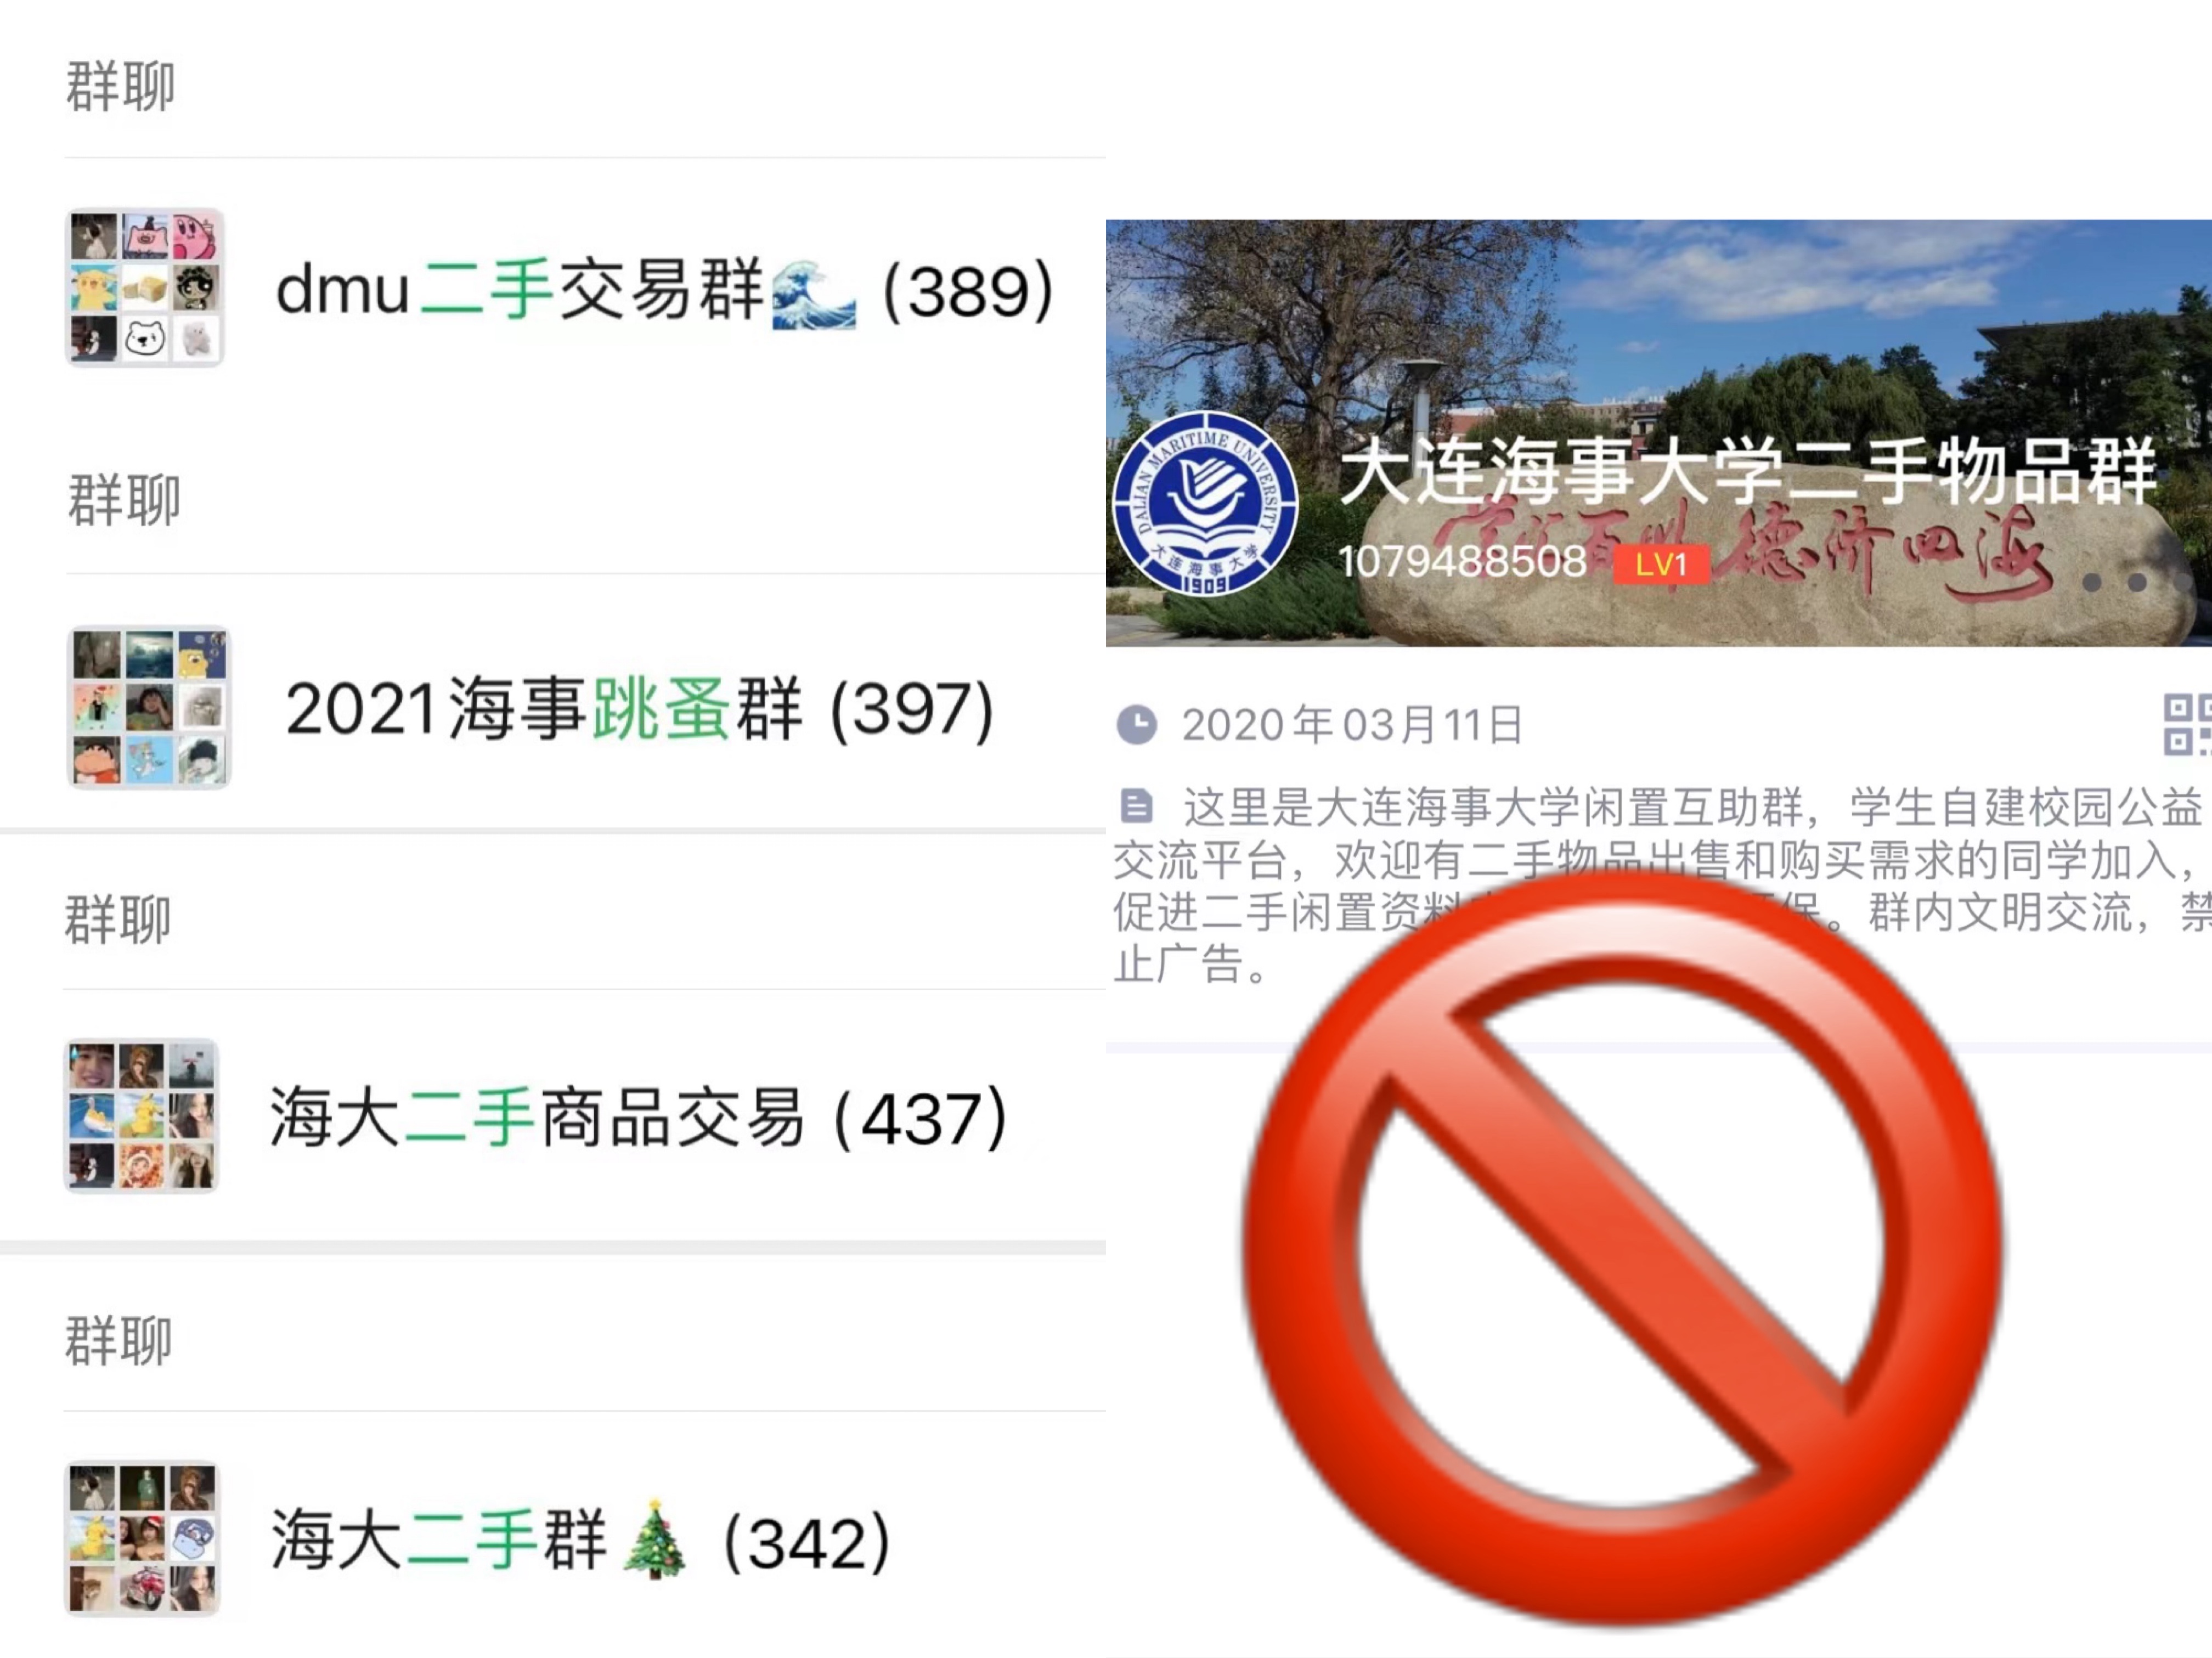 群聊
dmu二手交易群🌊 (389)
群聊
2021海事跳蚤群 (397)
群聊
海大二手商品交易 (437)
群聊
海大二手群🎄 (342)
大连海事大学二手物品群
DALIAN MARITIME UNIVERSITY
大连海事大学
1909
学汇百川 德济四海
1079488508 LV1
2020年03月11日
这里是大连海事大学闲置互助群，学生自建校园公益
交流平台，欢迎有二手物品出售和购买需求的同学加入，
促进二手闲置资料 保。群内文明交流，禁
止广告。